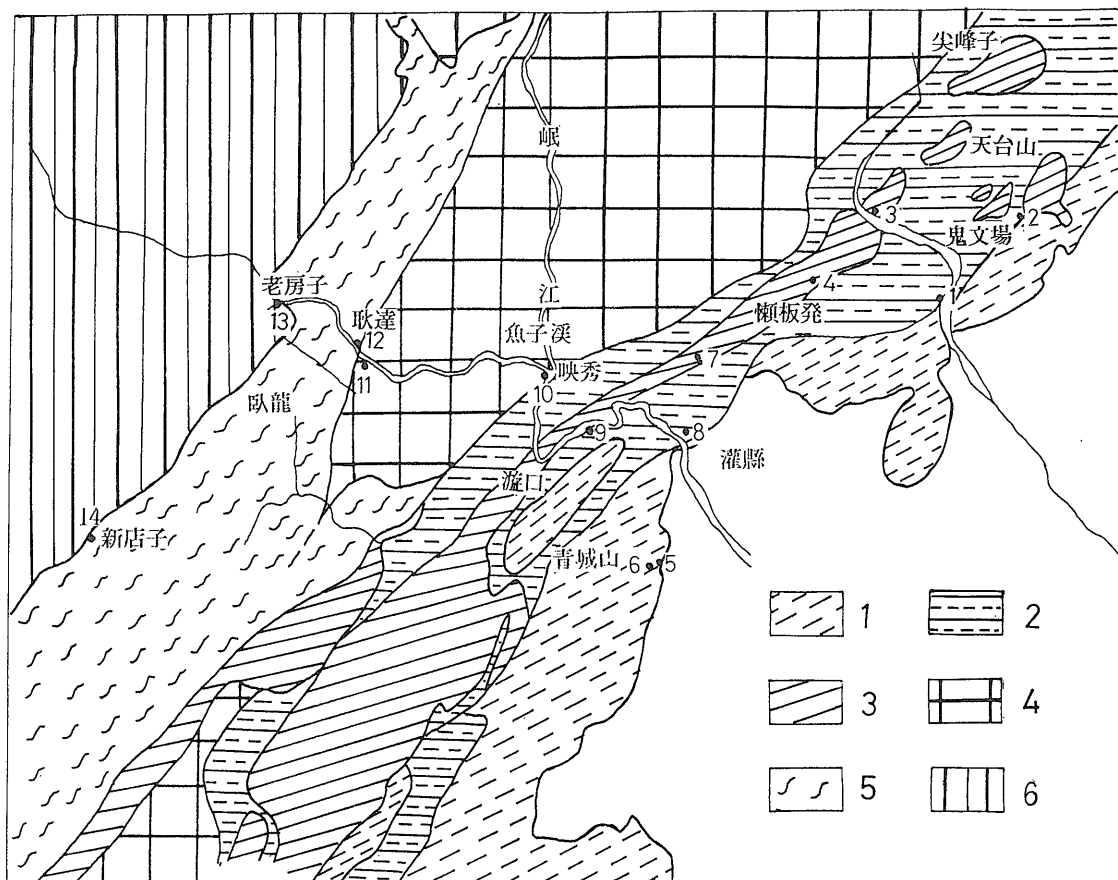 尖峰子
岷
天台山
3
2
鬼文場
4
1
老房子
江
懶板発
13
耿達
12
魚子渓
7
11
映秀
10
臥龍
9
8
漩口
灌縣
14
新店子
青城山
6
5
1
2
3
4
5
6